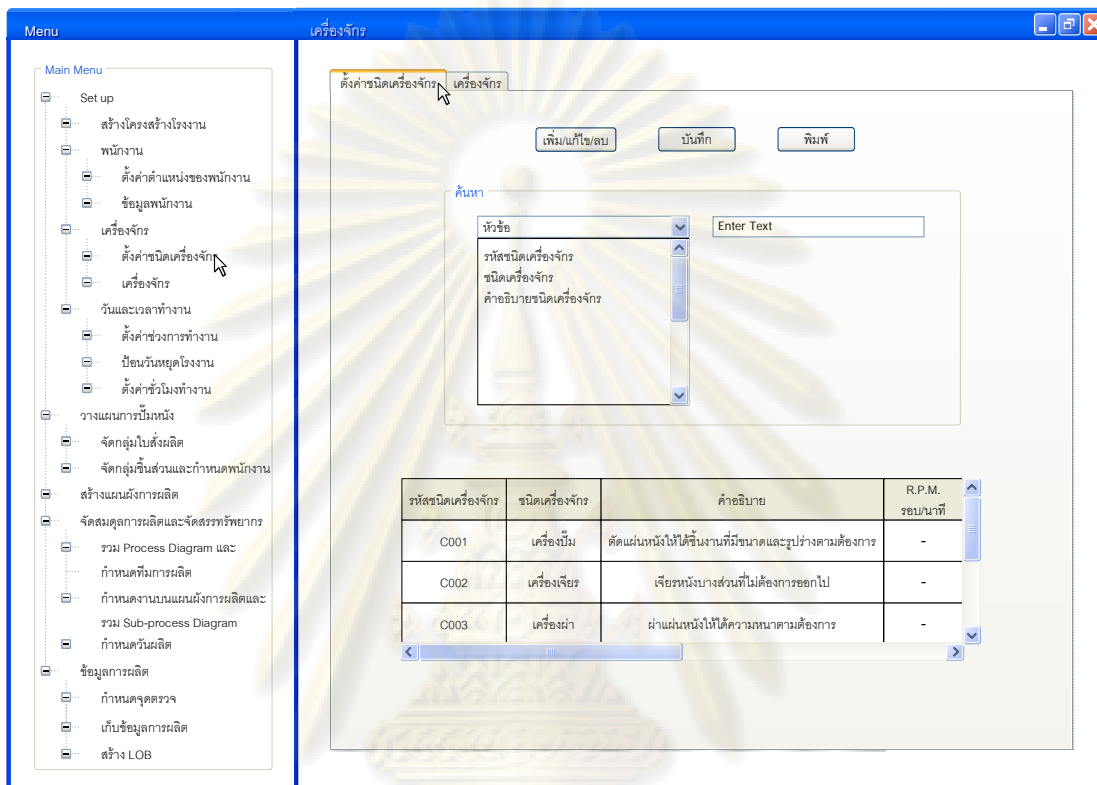 Menu
Main Menu
Set up
สร้างโครงสร้างโรงงาน
พนักงาน
ตั้งค่าตำแหน่งของพนักงาน
ข้อมูลพนักงาน
เครื่องจักร
ตั้งค่าชนิดเครื่องจักร
เครื่องจักร
วันและเวลาทำงาน
ตั้งค่าช่วงการทำงาน
ป้อนวันหยุดโรงงาน
ตั้งค่าชั่วโมงทำงาน
วางแผนการปั๊มหนัง
จัดกลุ่มใบสั่งผลิต
จัดกลุ่มชิ้นส่วนและกำหนดพนักงาน
สร้างแผนผังการผลิต
จัดสมดุลการผลิตและจัดสรรทรัพยากร
รวม Process Diagram และ
กำหนดทีมการผลิต
กำหนดงานบนแผนผังการผลิตและ
รวม Sub-process Diagram
กำหนดวันผลิต
ข้อมูลการผลิต
กำหนดจุดตรวจ
เก็บข้อมูลการผลิต
สร้าง LOB
เครื่องจักร
ตั้งค่าชนิดเครื่องจักร เครื่องจักร
เพิ่ม/แก้ไข/ลบ บันทึก พิมพ์
ค้นหา
หัวข้อ Enter Text
รหัสชนิดเครื่องจักร
ชนิดเครื่องจักร
คำอธิบายชนิดเครื่องจักร
รหัสชนิดเครื่องจักร ชนิดเครื่องจักร คำอธิบาย R.P.M. รอบ/นาที
C001 เครื่องปั๊ม ตัดแผ่นหนังให้ได้ชิ้นงานที่มีขนาดและรูปร่างตามต้องการ -
C002 เครื่องเจียร เจียรหนังบางส่วนที่ไม่ต้องการออกไป -
C003 เครื่องผ่า ผ่าแผ่นหนังให้ได้ความหนาตามต้องการ -